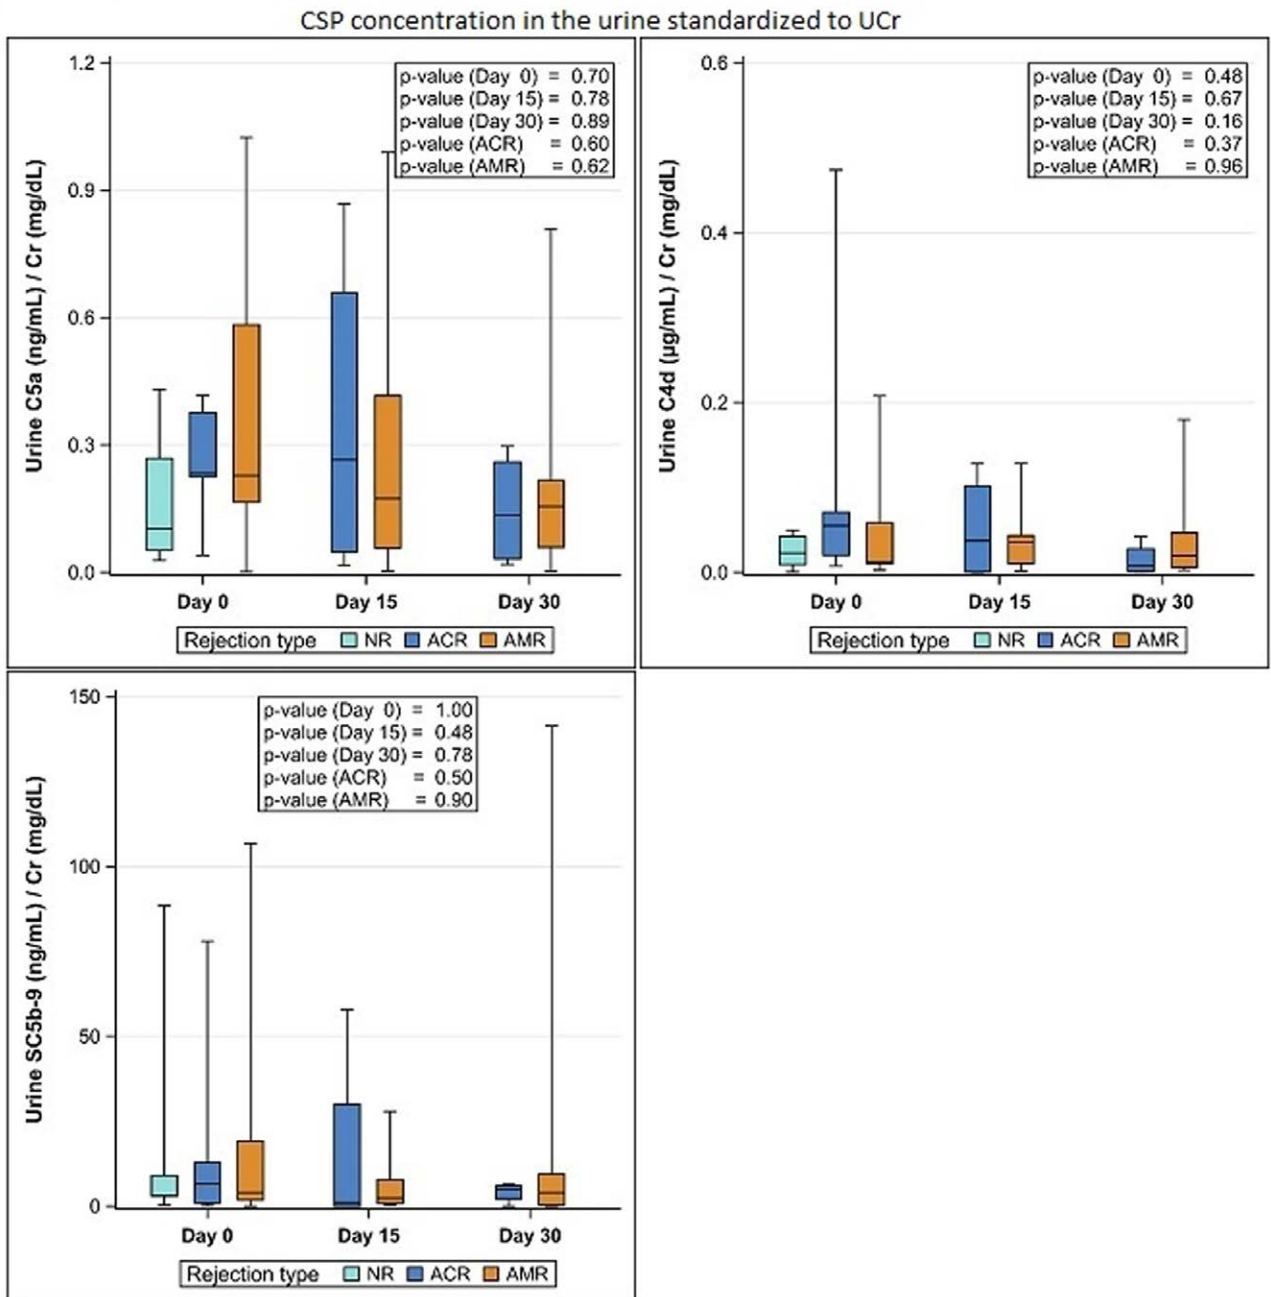 CSP concentration in the urine standardized to UCr
Urine C5a (ng/mL) / Cr (mg/dL)
1.2
0.9
0.6
0.3
0.0
p-value (Day 0) = 0.70
p-value (Day 15) = 0.78
p-value (Day 30) = 0.89
p-value (ACR) = 0.60
p-value (AMR) = 0.62
Day 0 Day 15 Day 30
Rejection type NR ACR AMR
Urine C4d (µg/mL) / Cr (mg/dL)
0.6
0.4
0.2
0.0
p-value (Day 0) = 0.48
p-value (Day 15) = 0.67
p-value (Day 30) = 0.16
p-value (ACR) = 0.37
p-value (AMR) = 0.96
Day 0 Day 15 Day 30
Rejection type NR ACR AMR
Urine SC5b-9 (ng/mL) / Cr (mg/dL)
150
100
50
0
p-value (Day 0) = 1.00
p-value (Day 15) = 0.48
p-value (Day 30) = 0.78
p-value (ACR) = 0.50
p-value (AMR) = 0.90
Day 0 Day 15 Day 30
Rejection type NR ACR AMR